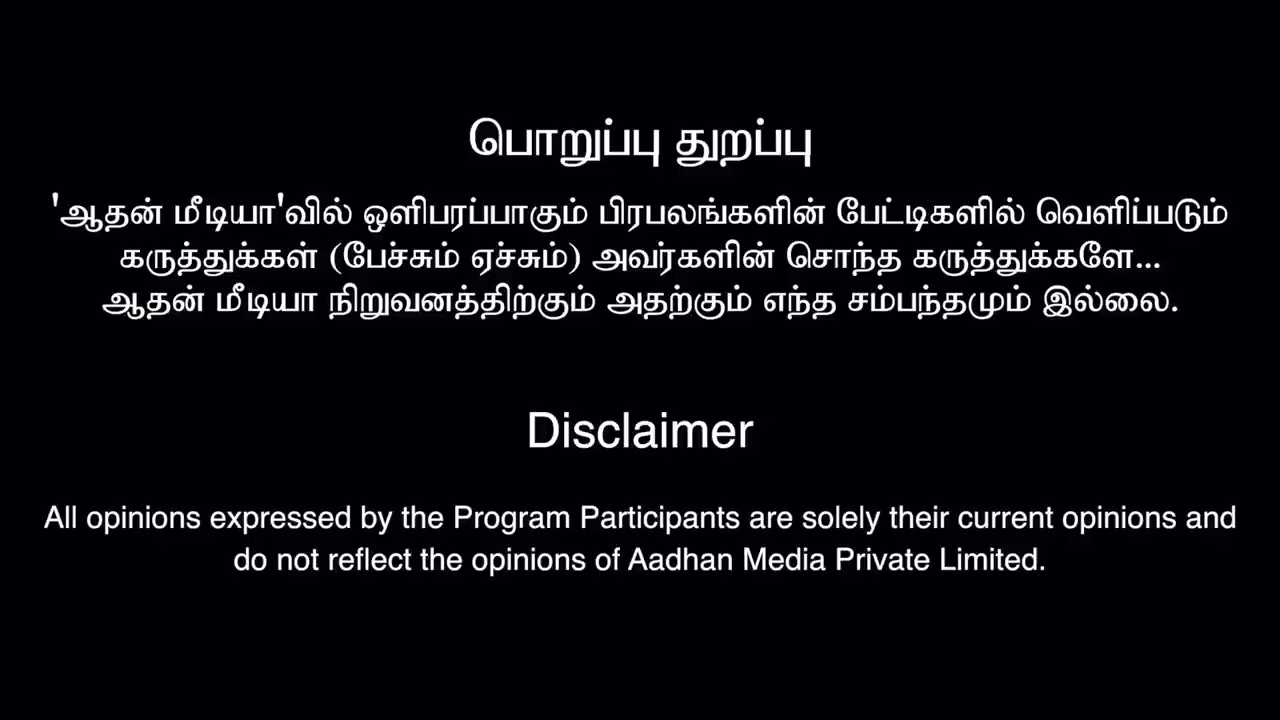 பொறுப்பு துறப்பு
'ஆதன் மீடியா'வில் ஒளிபரப்பாகும் பிரபலங்களின் பேட்டிகளில் வெளிப்படும்
கருத்துக்கள் (பேச்சும் ஏச்சும்) அவர்களின் சொந்த கருத்துக்களே...
ஆதன் மீடியா நிறுவனத்திற்கும் அதற்கும் எந்த சம்பந்தமும் இல்லை.
Disclaimer
All opinions expressed by the Program Participants are solely their current opinions and
do not reflect the opinions of Aadhan Media Private Limited.